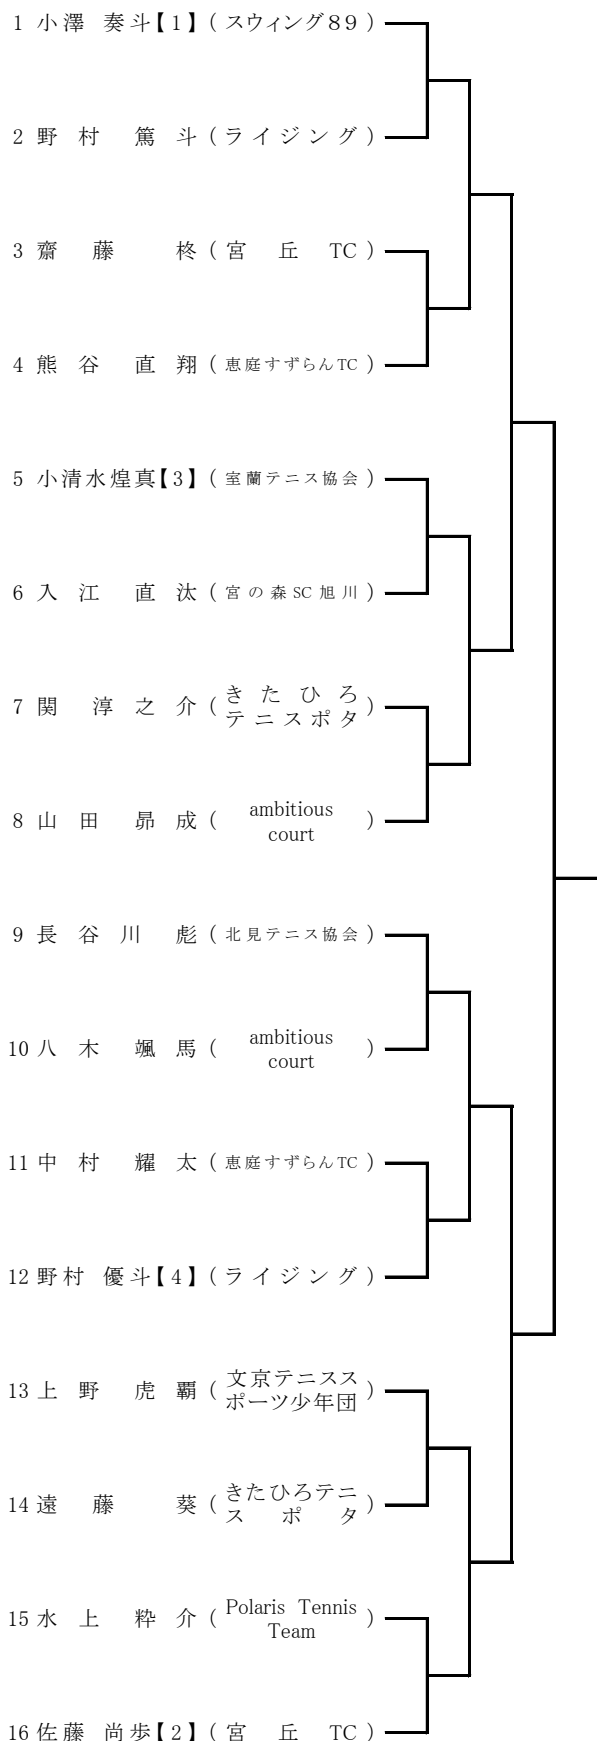 1 小澤 奏斗【1】 ( スウィング８９ )
2 野村 篤斗 ( ライジング )
3 齋藤 柊 ( 宮丘 TC )
4 熊谷 直翔 ( 恵庭すずらんTC )
5 小清水煌真【3】 ( 室蘭テニス協会 )
6 入江 直汰 ( 宮の森SC旭川 )
7 関 淳之介 ( きたひろ
テニスポタ )
8 山田 昴成 ( ambitious
court )
9 長谷川 彪 ( 北見テニス協会 )
10 八木 颯馬 ( ambitious
court )
11 中村 耀太 ( 恵庭すずらんTC )
12 野村 優斗【4】 ( ライジング )
13 上野 虎覇 ( 文京テニスス
ポーツ少年団 )
14 遠藤 葵 ( きたひろテニ
スポタ )
15 水上 粋介 ( Polaris Tennis
Team )
16 佐藤 尚歩【2】 ( 宮丘 TC )